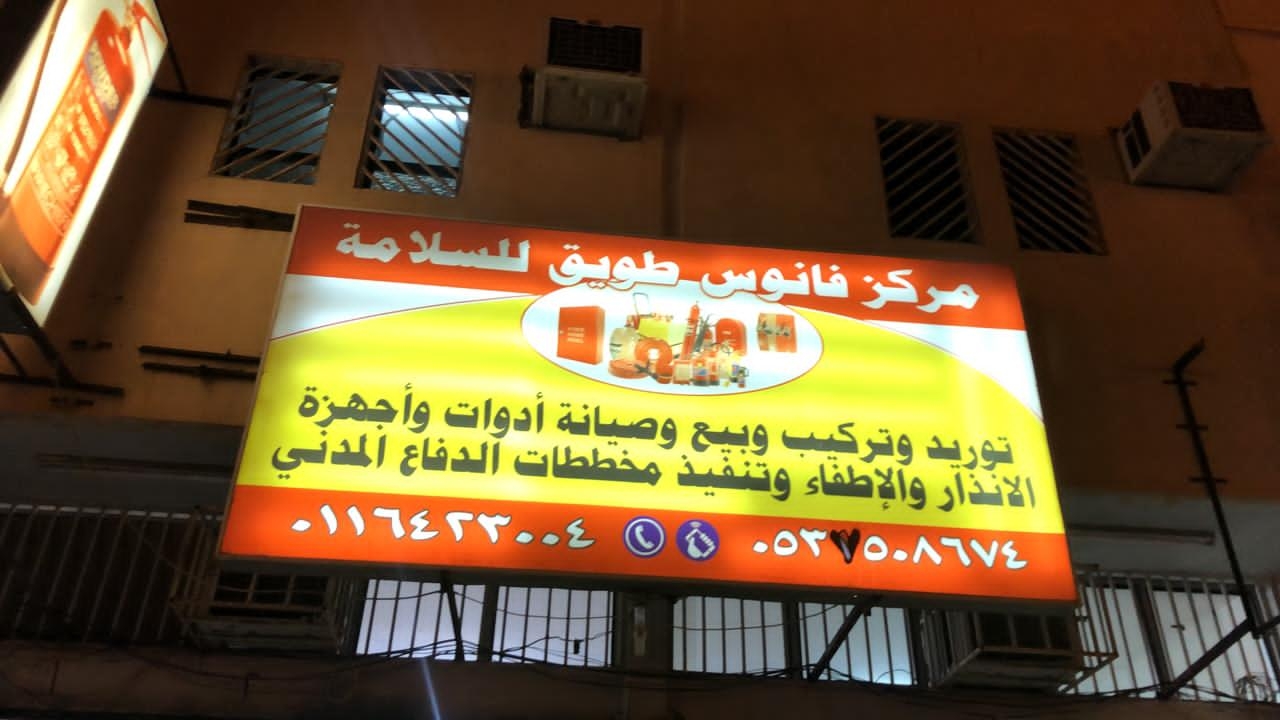 مركز فانوس طويق للسلامة
توريد وتركيب وبيع وصيانة أدوات وأجهزة
الانذار والإطفاء وتنفيذ مخططات الدفاع المدني
٠٥٣٧٥٠٨٦٧٤
٠١١٦٤٢٣٠٠٤